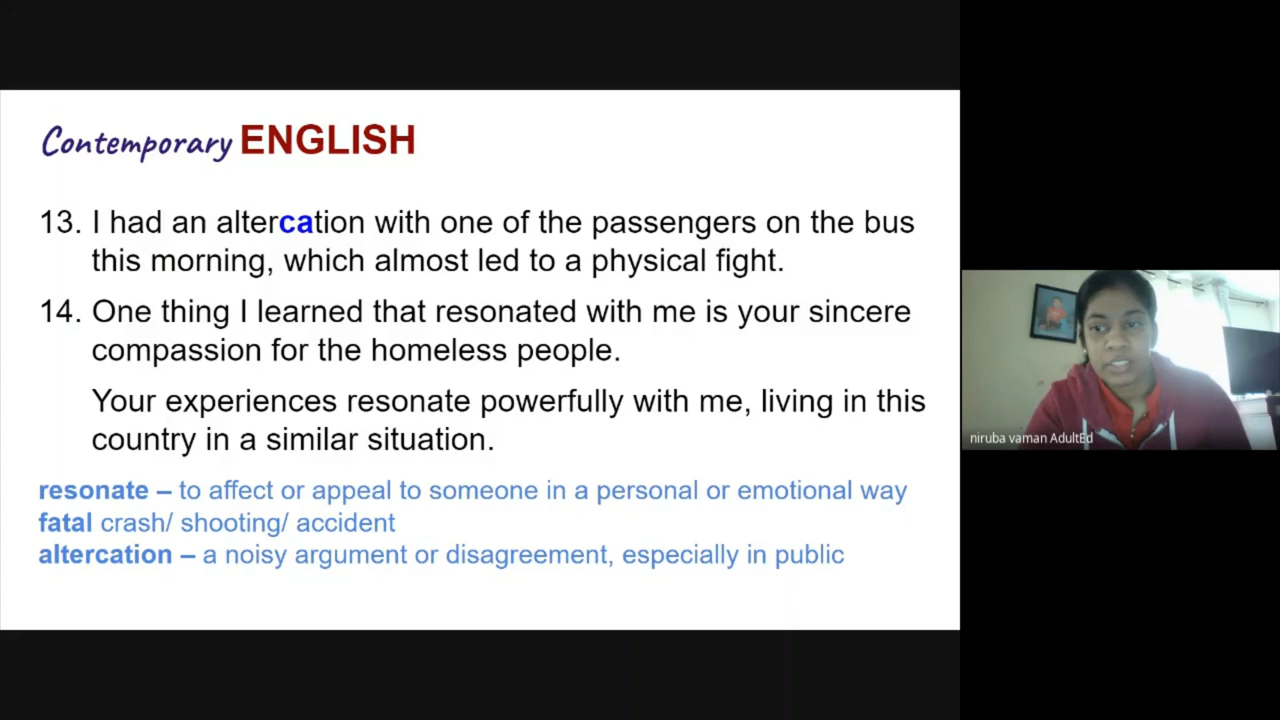 Contemporary ENGLISH
13. I had an altercation with one of the passengers on the bus
this morning, which almost led to a physical fight.
14. One thing I learned that resonated with me is your sincere
compassion for the homeless people.
Your experiences resonate powerfully with me, living in this
country in a similar situation.
resonate – to affect or appeal to someone in a personal or emotional way
fatal crash/ shooting/ accident
altercation – a noisy argument or disagreement, especially in public
niruba vaman AdultEd